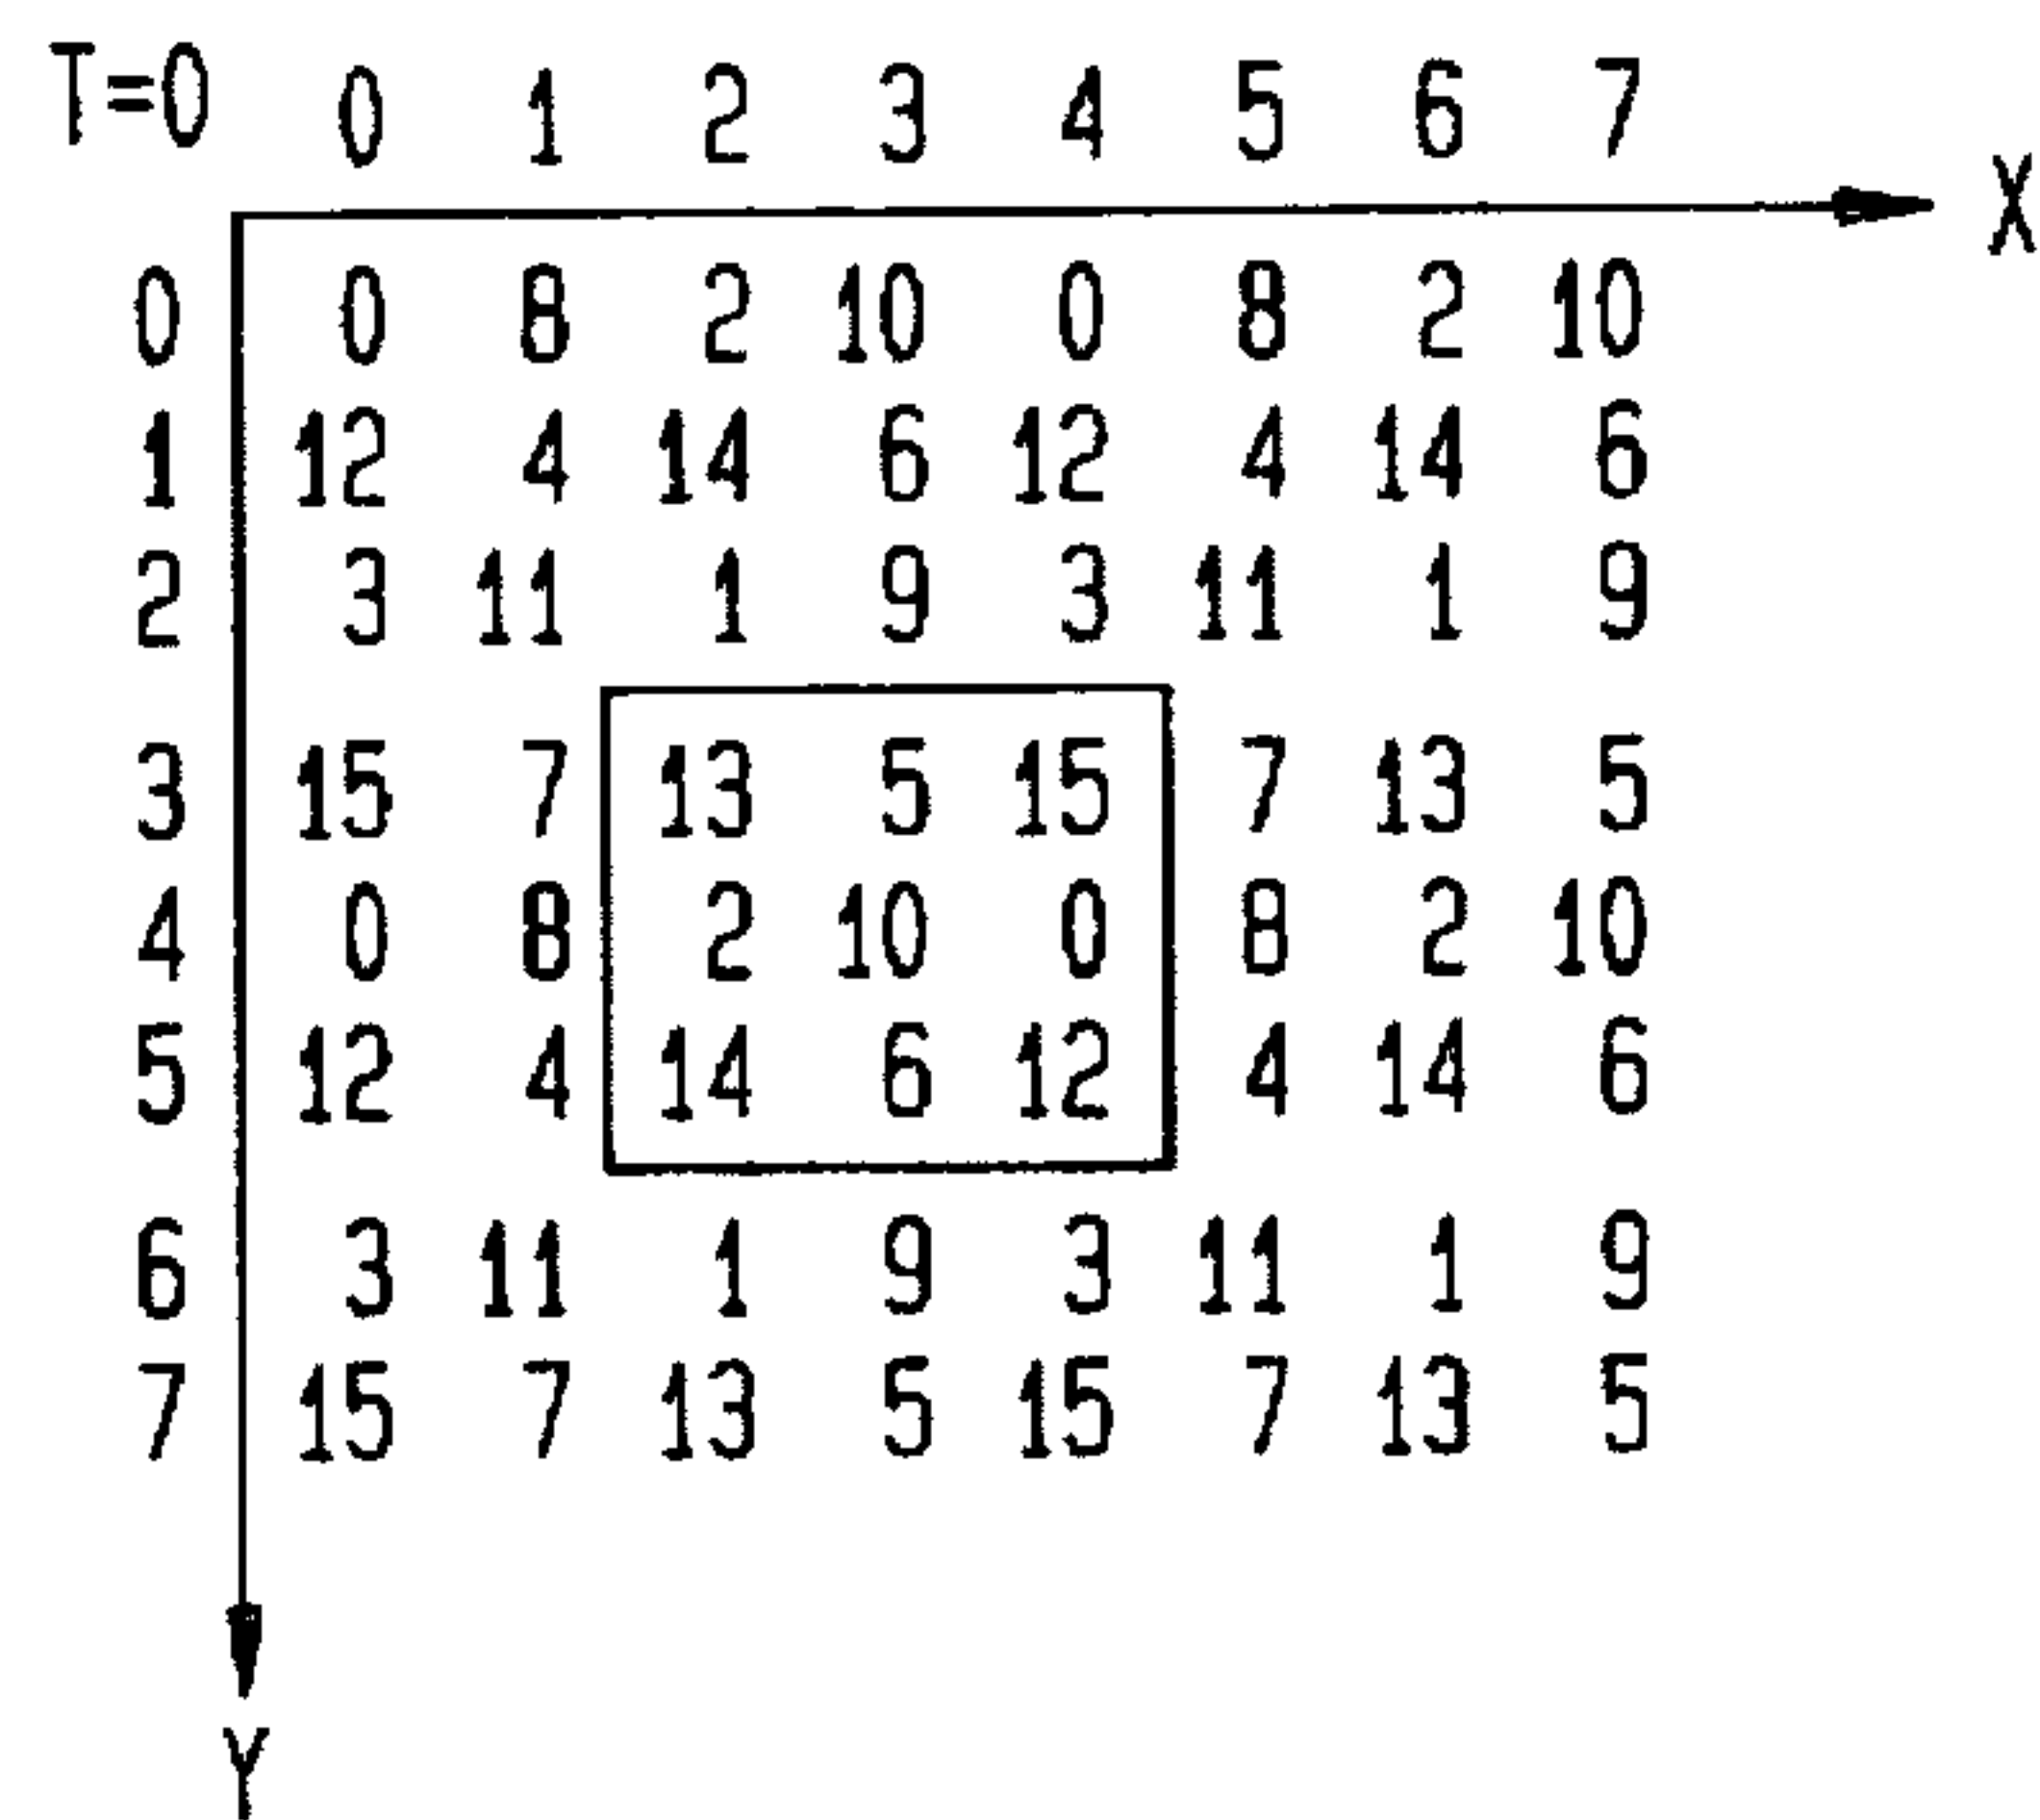 T=0 0 1 2 3 4 5 6 7
X
0 0 8 2 10 0 8 2 10
1 12 4 14 6 12 4 14 6
2 3 11 1 9 3 11 1 9
3 15 7 13 5 15 7 13 5
4 0 8 2 10 0 8 2 10
5 12 4 14 6 12 4 14 6
6 3 11 1 9 3 11 1 9
7 15 7 13 5 15 7 13 5
Y